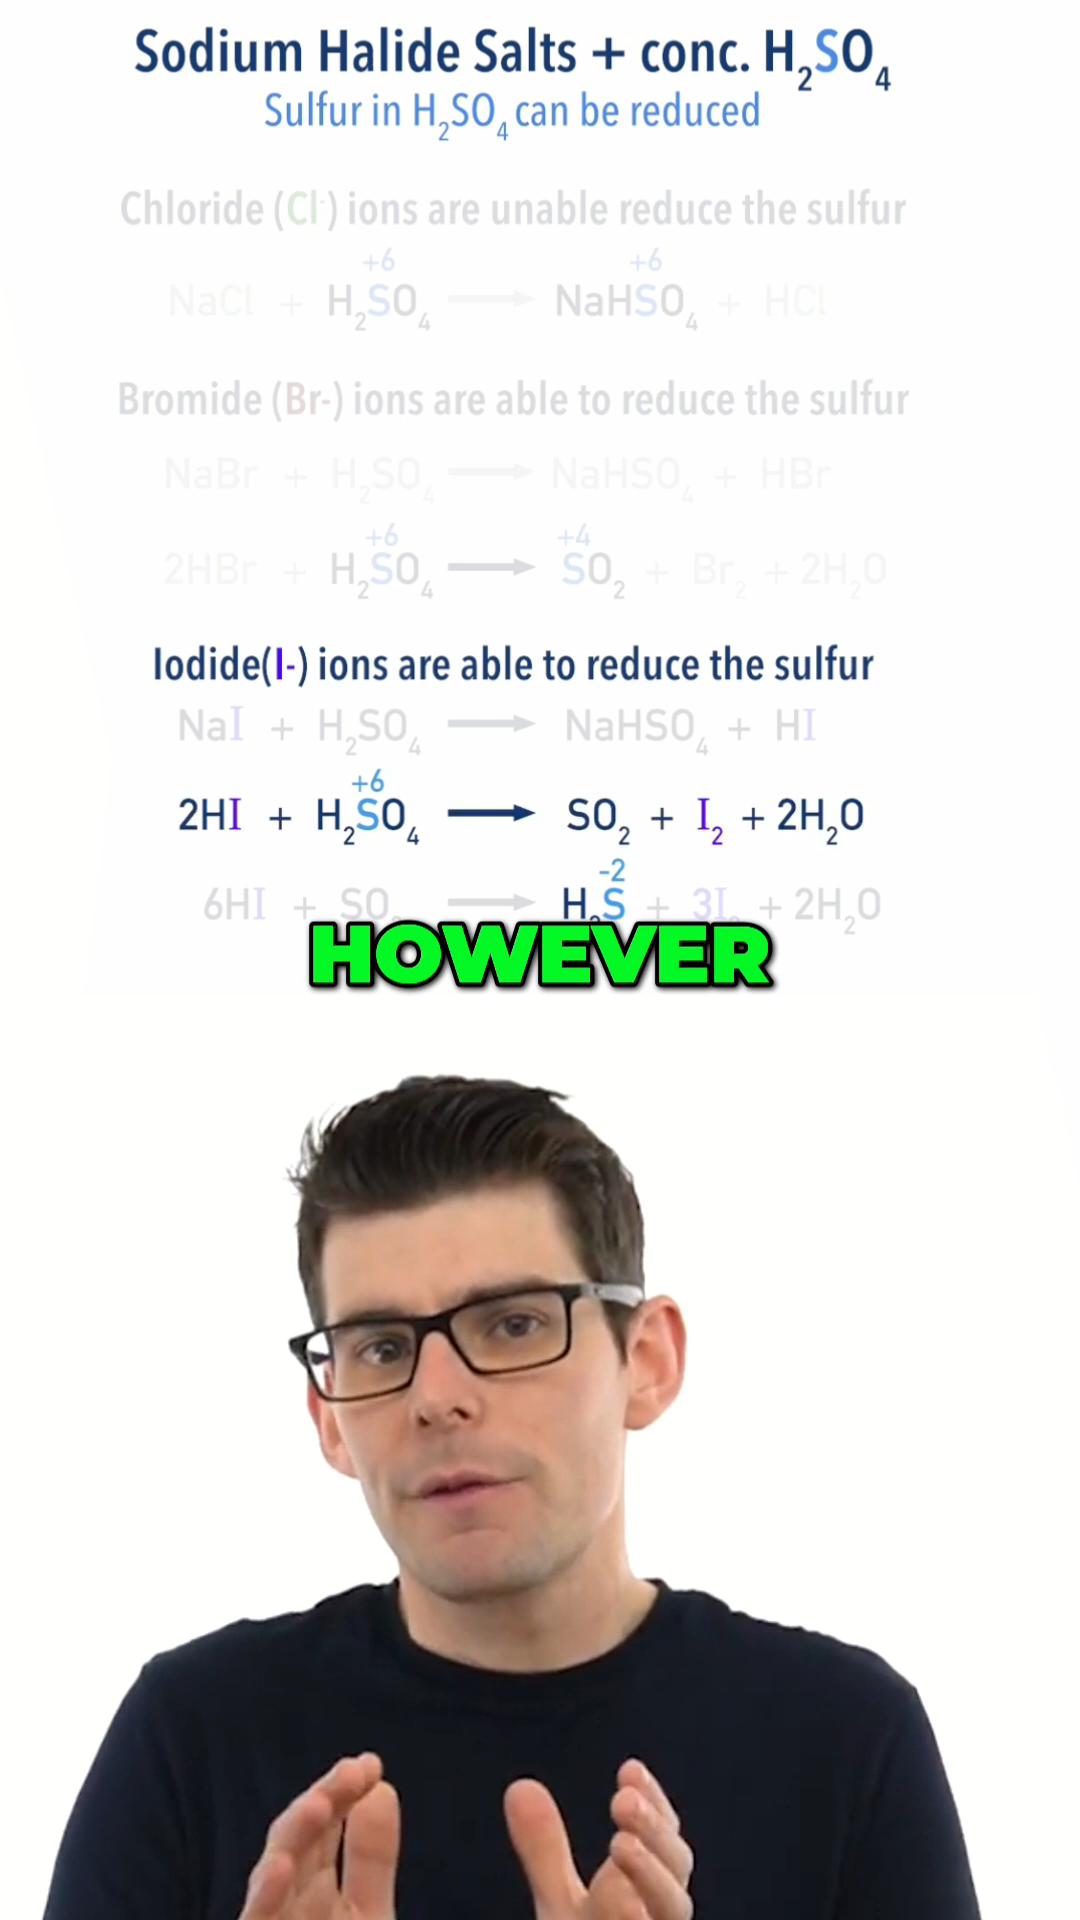 Sodium Halide Salts + conc. H₂SO₄
Sulfur in H₂SO₄ can be reduced
Chloride (Cl⁻) ions are unable reduce the sulfur
+6 +6
NaCl + H₂SO₄ ⟶ NaHSO₄ + HCl
Bromide (Br-) ions are able to reduce the sulfur
NaBr + H₂SO₄ ⟶ NaHSO₄ + HBr
+6 +4
2HBr + H₂SO₄ ⟶ SO₂ + Br₂ + 2H₂O
Iodide(I-) ions are able to reduce the sulfur
NaI + H₂SO₄ ⟶ NaHSO₄ + HI
+6
2HI + H₂SO₄ ⟶ SO₂ + I₂ + 2H₂O
-2
6HI + SO₂ ⟶ H₂S + 3I₂ + 2H₂O
HOWEVER